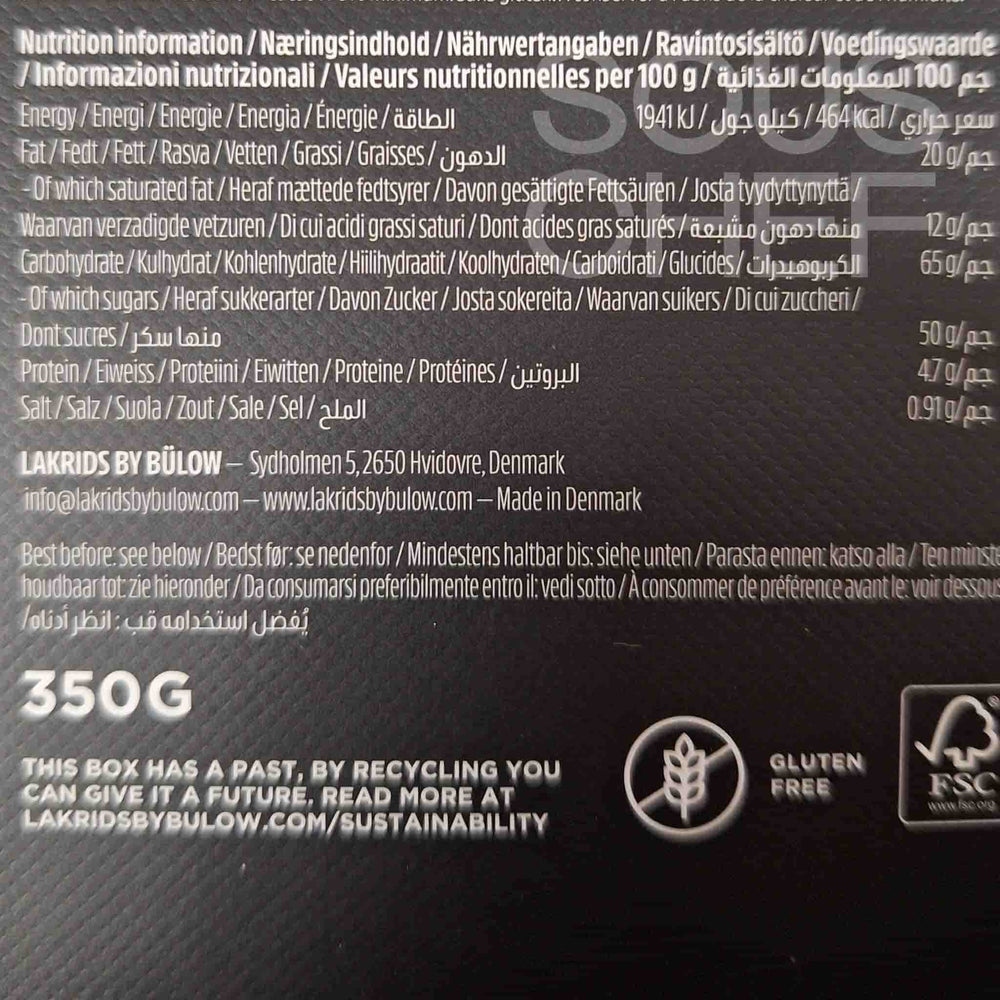 Nutrition information / Næringsindhold / Nährwertangaben / Ravintosisältö / Voedingswaarde
/ Informazioni nutrizionali / Valeurs nutritionnelles per 100 g / جم 100 المعلومات الغذائية
Energy / Energi / Energie / Energia / Énergie / الطاقة 1941 kJ / كيلو جول / 464 kcal / سعر حراري
Fat / Fedt / Fett / Rasva / Vetten / Grassi / Graisses / الدهون 20 g/جم
- Of which saturated fat / Heraf mættede fedtsyrer / Davon gesättigte Fettsäuren / Josta tyydyttynyttä /
Waarvan verzadigde vetzuren / Di cui acidi grassi saturi / Dont acides gras saturés / منها دهون مشبعة 12 g/جم
Carbohydrate / Kulhydrat / Kohlenhydrate / Hiilihydraatit / Koolhydraten / Carboidrati / Glucides / الكربوهيدرات 65 g/جم
- Of which sugars / Heraf sukkerarter / Davon Zucker / Josta sokereita / Waarvan suikers / Di cui zuccheri /
Dont sucres / منها سكر 50 g/جم
Protein / Eiweiss / Proteiini / Eiwitten / Proteine / Protéines / البروتين 4.7 g/جم
Salt / Salz / Suola / Zout / Sale / Sel / الملح 0.91 g/جم
SOUS
CHEF
LAKRIDS BY BÜLOW – Sydholmen 5, 2650 Hvidovre, Denmark
info@lakridsbybulow.com – www.lakridsbybulow.com – Made in Denmark
Best before: see below / Bedst før: se nedenfor / Mindestens haltbar bis: siehe unten / Parasta ennen: katso alla / Ten minste
houdbaar tot: zie hieronder / Da consumarsi preferibilmente entro il: vedi sotto / À consommer de préférence avant le: voir dessous
/يُفضل استخدامه قب : انظر أدناه
350G
THIS BOX HAS A PAST, BY RECYCLING YOU
CAN GIVE IT A FUTURE. READ MORE AT
LAKRIDSBYBULOW.COM/SUSTAINABILITY
GLUTEN
FREE
FSC
www.fsc.org